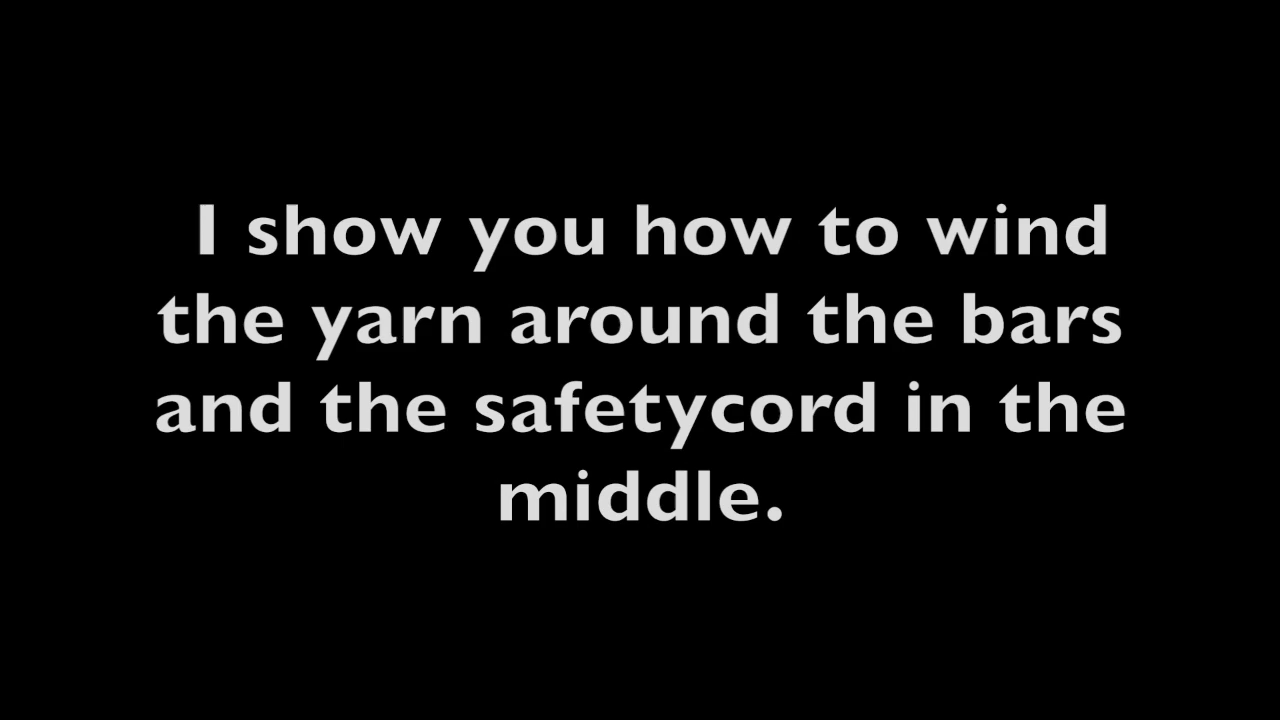 I show you how to wind
the yarn around the bars
and the safetycord in the
middle.